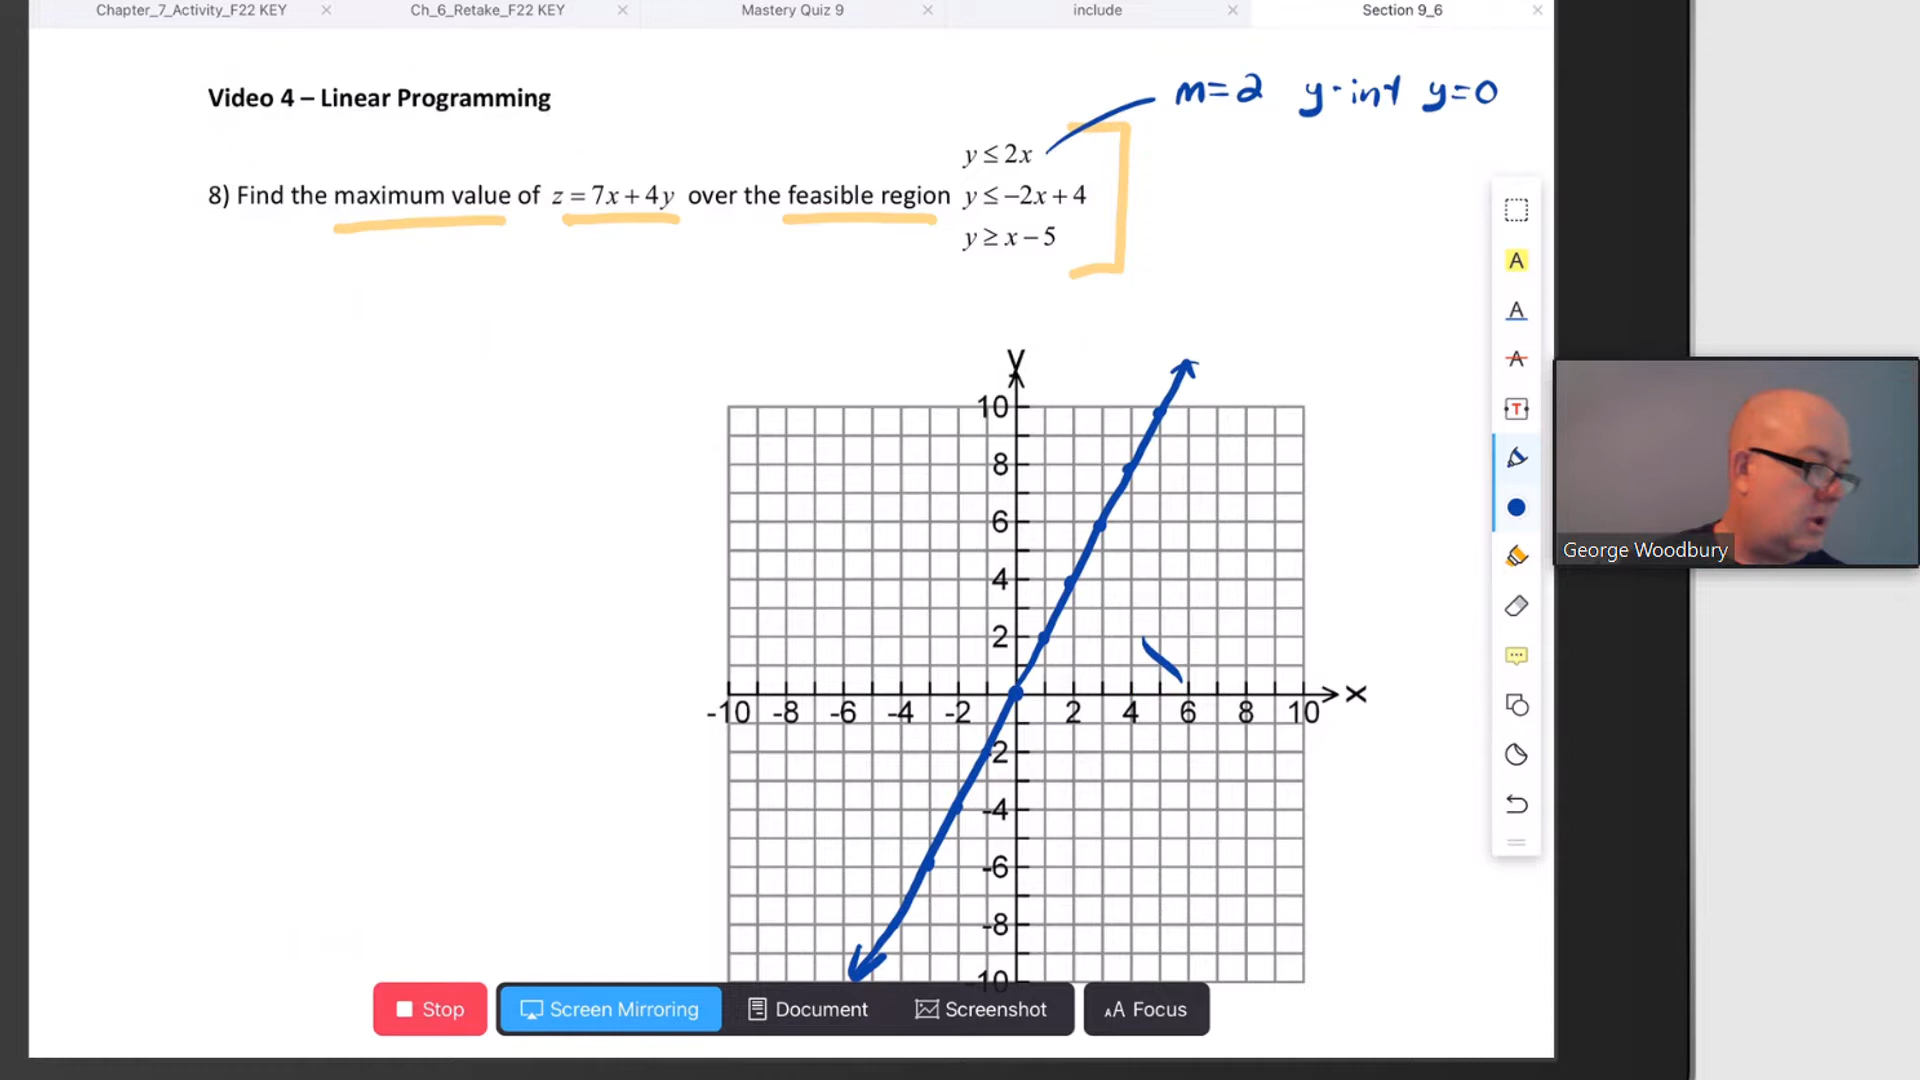 Chapter_7_Activity_F22 KEY
Ch_6_Retake_F22 KEY
Mastery Quiz 9
include
Section 9_6
Video 4 – Linear Programming
m=2 y-int y=0
y ≤ 2x
8) Find the maximum value of z = 7x + 4y over the feasible region y ≤ −2x + 4
y ≥ x − 5
y
10
8
6
4
2
-10 -8 -6 -4 -2 2 4 6 8 10 x
-2
-4
-6
-8
-10
A
A
A
T
George Woodbury
Stop
Screen Mirroring
Document
Screenshot
AA Focus